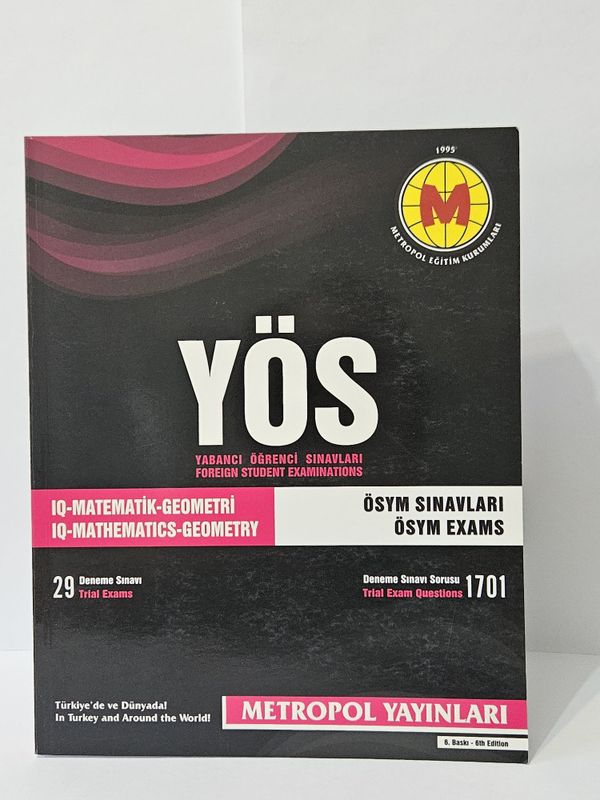 1995
M
METROPOL EĞİTİM KURUMLARI
YÖS
YABANCI ÖĞRENCİ SINAVLARI
FOREIGN STUDENT EXAMINATIONS
IQ-MATEMATİK-GEOMETRİ
IQ-MATHEMATICS-GEOMETRY
ÖSYM SINAVLARI
ÖSYM EXAMS
29 Deneme Sınavı
Trial Exams
Deneme Sınavı Sorusu 1701
Trial Exam Questions
Türkiye'de ve Dünyada!
In Turkey and Around the World!
METROPOL YAYINLARI
6. Baskı - 6th Edition